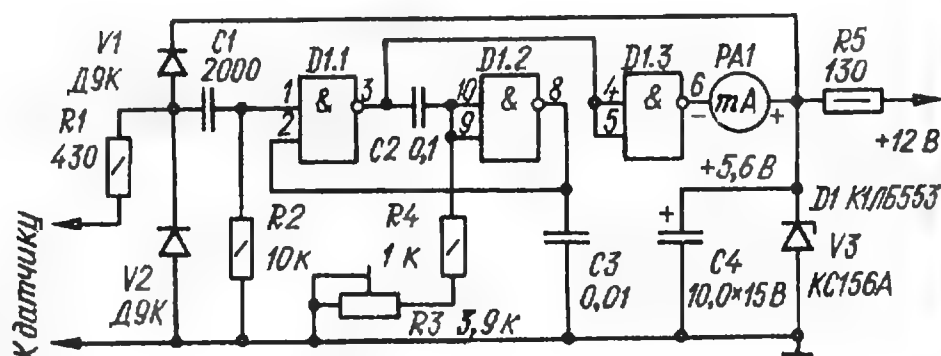 V1
Д9К
C1
2000
R1
430
К датчику
V2
Д9К
R2
10к
D1.1
&
1
2
3
C2 0,1
D1.2
&
10
9
8
R4
1 к
R3 3,9к
C3
0,01
D1.3
&
4
5
6
PA1
mA
−
+
R5
130
+12 В
+5,6 В
D1 К1ЛБ553
+
C4
10,0×15В
V3
КС156А